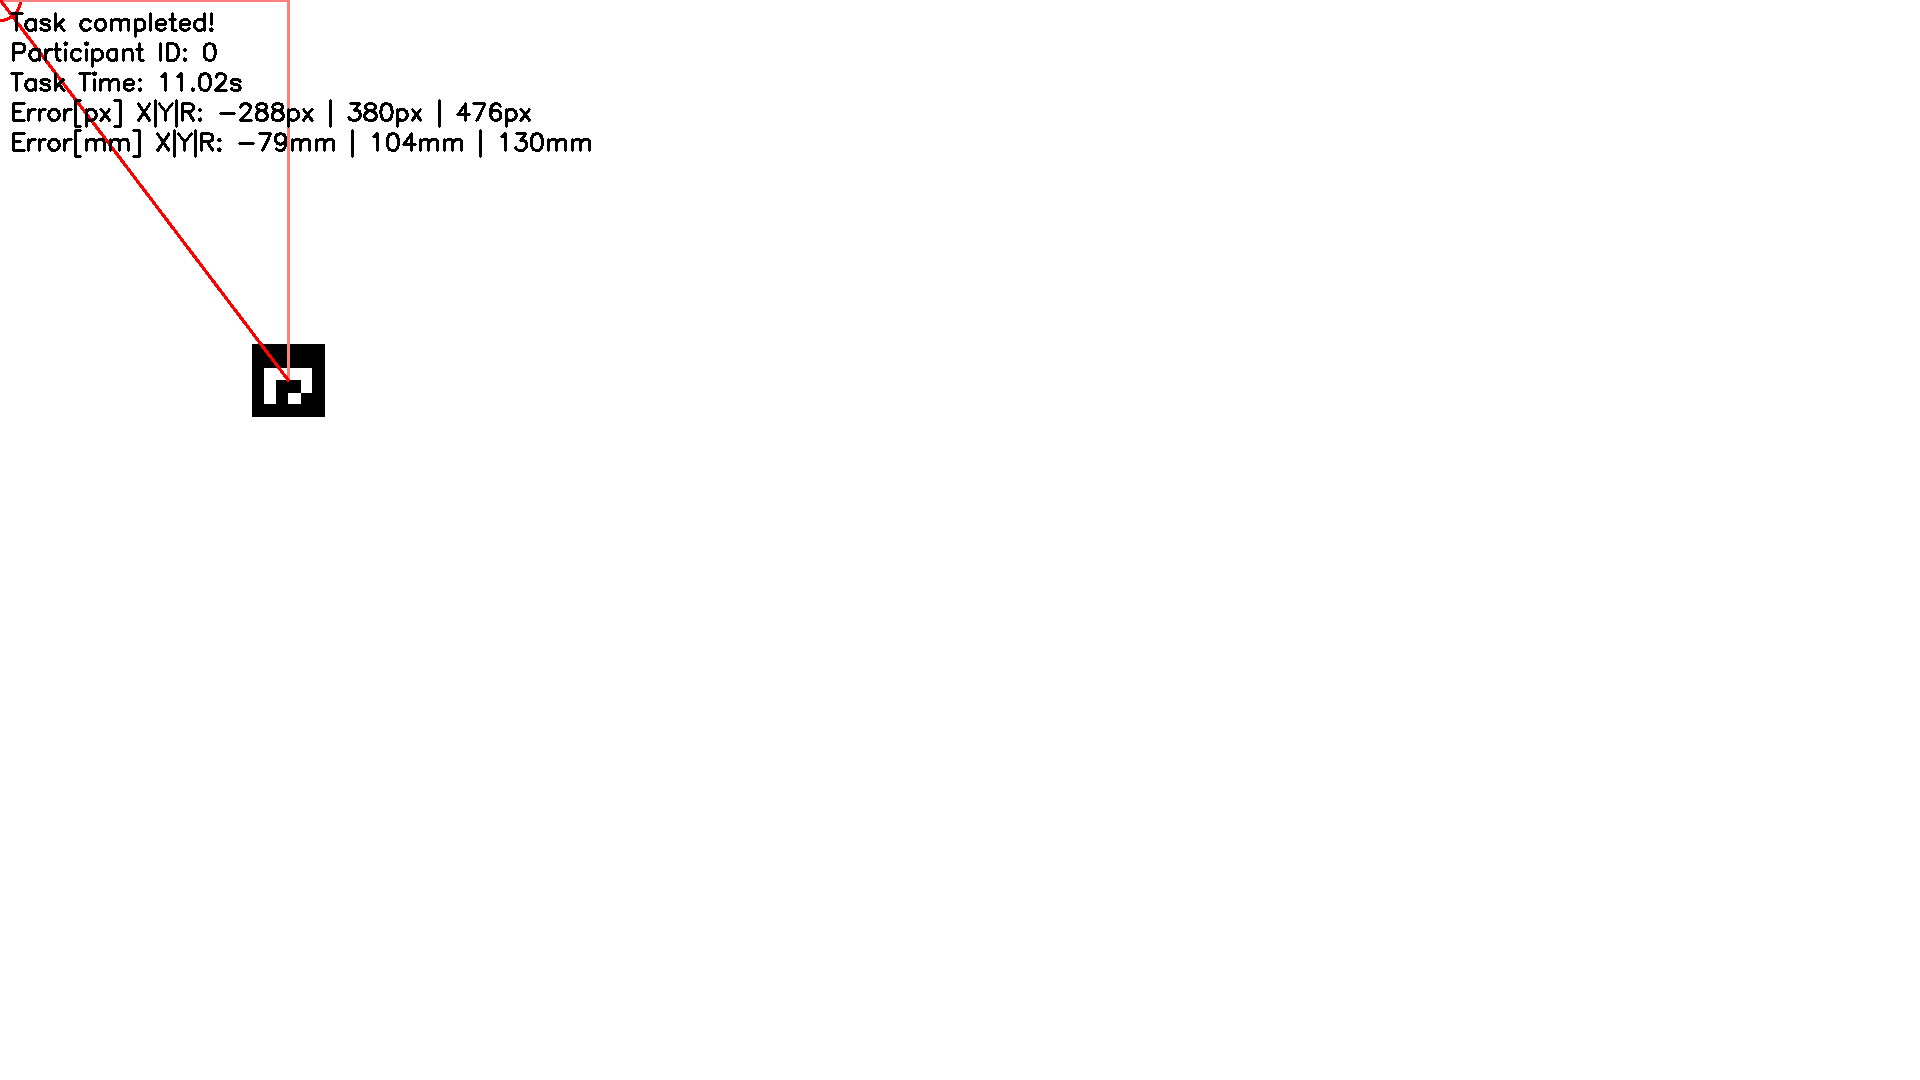 Task completed!
Participant ID: 0
Task Time: 11.02s
Error[px] X|Y|R: -288px | 380px | 476px
Error[mm] X|Y|R: -79mm | 104mm | 130mm